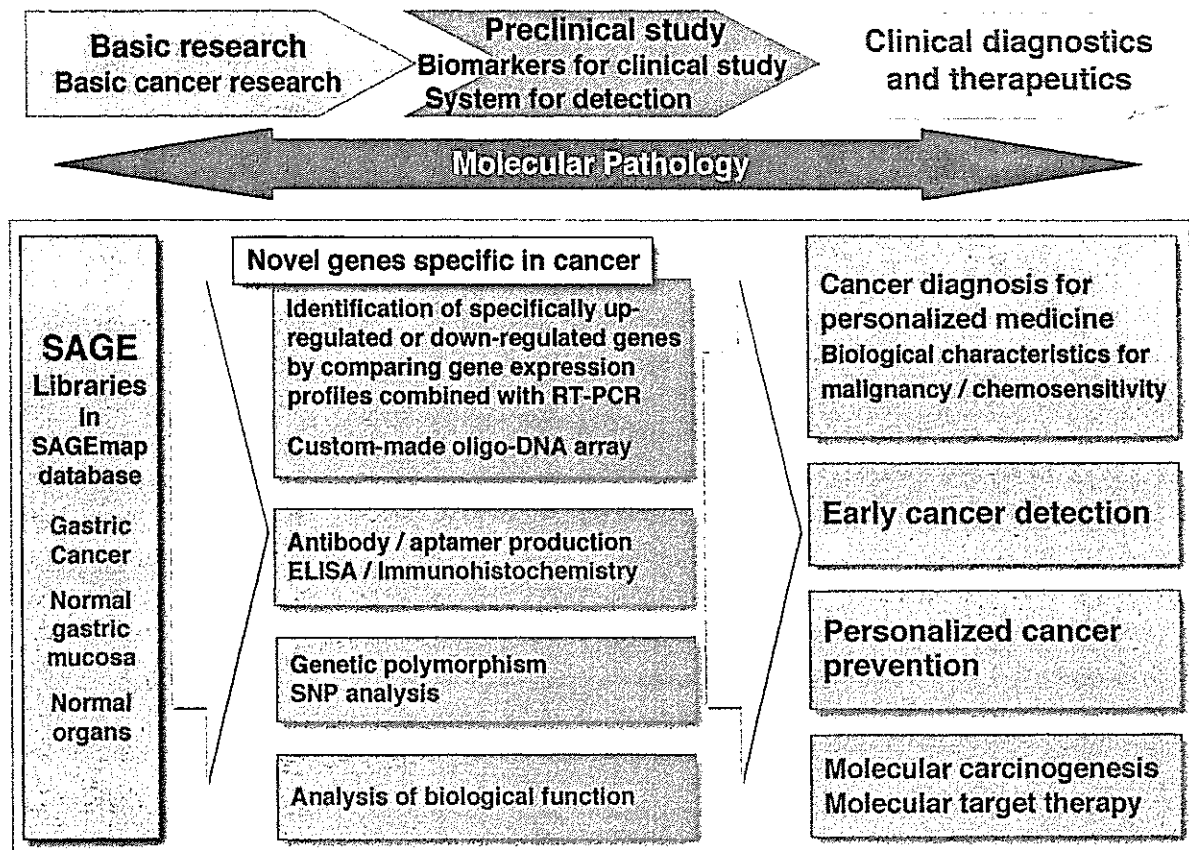 Basic research
Basic cancer research
Preclinical study
Biomarkers for clinical study
System for detection
Clinical diagnostics
and therapeutics
Molecular Pathology
SAGE
Libraries
in
SAGEmap
database
Gastric
Cancer
Normal
gastric
mucosa
Normal
organs
Novel genes specific in cancer
Identification of specifically up-
regulated or down-regulated genes
by comparing gene expression
profiles combined with RT-PCR
Custom-made oligo-DNA array
Antibody / aptamer production
ELISA / Immunohistochemistry
Genetic polymorphism
SNP analysis
Analysis of biological function
Cancer diagnosis for
personalized medicine
Biological characteristics for
malignancy / chemosensitivity
Early cancer detection
Personalized cancer
prevention
Molecular carcinogenesis
Molecular target therapy